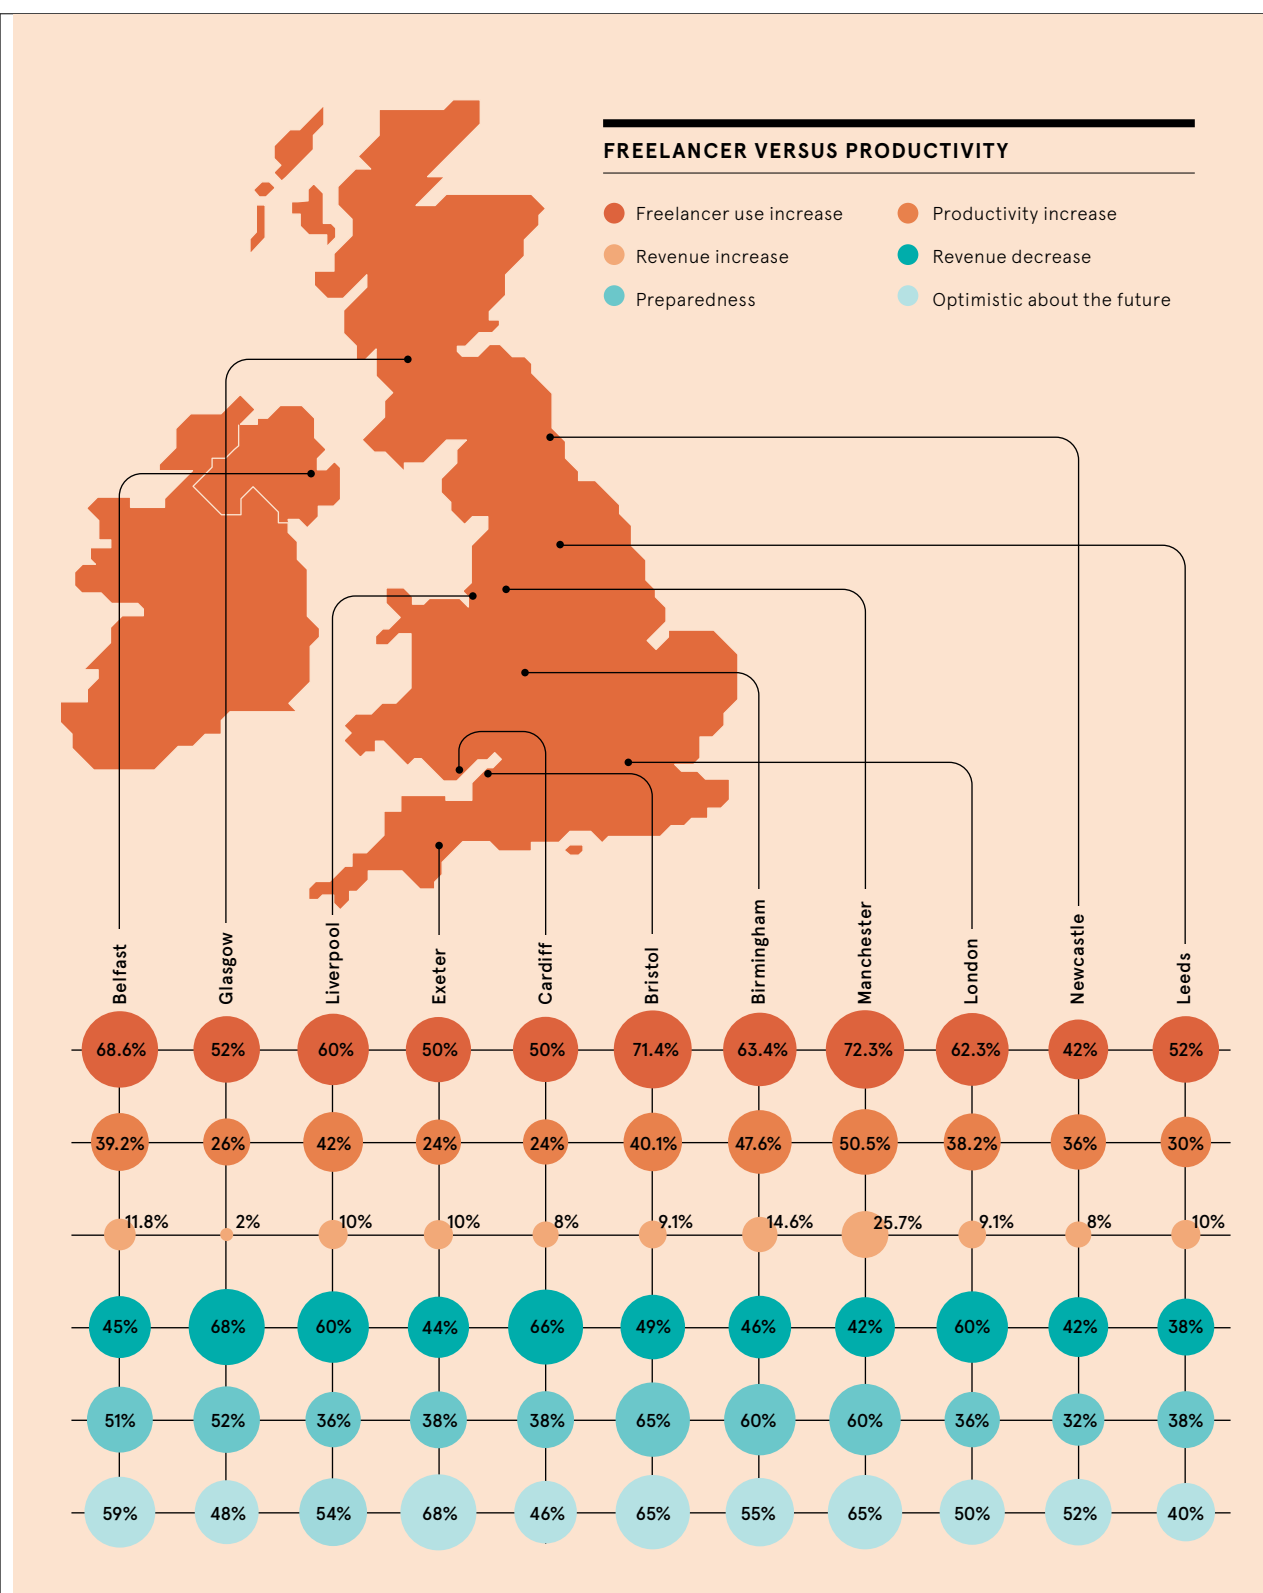 FREELANCER VERSUS PRODUCTIVITY
Freelancer use increase
Productivity increase
Revenue increase
Revenue decrease
Preparedness
Optimistic about the future
Belfast
Glasgow
Liverpool
Exeter
Cardiff
Bristol
Birmingham
Manchester
London
Newcastle
Leeds
68.6% 52% 60% 50% 50% 71.4% 63.4% 72.3% 62.3% 42% 52%
39.2% 26% 42% 24% 24% 40.1% 47.6% 50.5% 38.2% 36% 30%
11.8% 2% 10% 10% 8% 9.1% 14.6% 25.7% 9.1% 8% 10%
45% 68% 60% 44% 66% 49% 46% 42% 60% 42% 38%
51% 52% 36% 38% 38% 65% 60% 60% 36% 32% 38%
59% 48% 54% 68% 46% 65% 55% 65% 50% 52% 40%